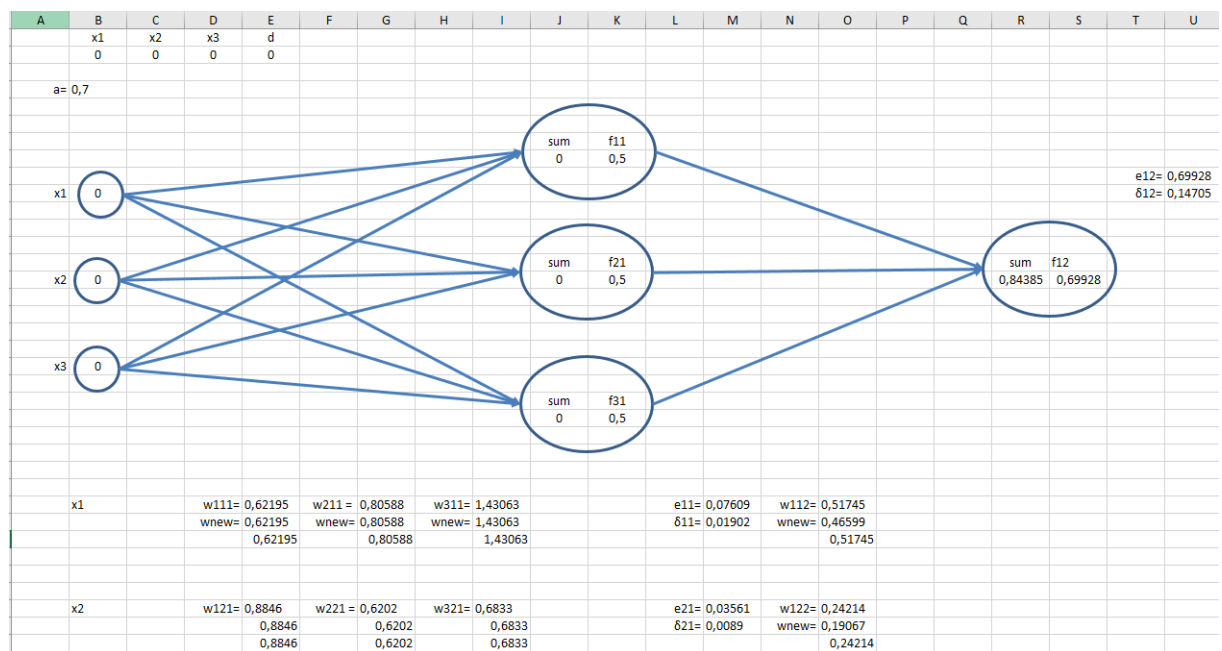 A B C D E F G H I J K L M N O P Q R S T U
x1 x2 x3 d
0 0 0 0
a= 0,7
sum f11
0 0,5
e12= 0,69928
x1 0
δ12= 0,14705
sum f21
sum f12
x2 0
0 0,5
0,84385 0,69928
x3 0
sum f31
0 0,5
x1 w111= 0,62195 w211 = 0,80588 w311= 1,43063 e11= 0,07609 w112= 0,51745
wnew= 0,62195 wnew= 0,80588 wnew= 1,43063 δ11= 0,01902 wnew= 0,46599
0,62195 0,80588 1,43063 0,51745
x2 w121= 0,8846 w221 = 0,6202 w321= 0,6833 e21= 0,03561 w122= 0,24214
0,8846 0,6202 0,6833 δ21= 0,0089 wnew= 0,19067
0,8846 0,6202 0,6833 0,24214